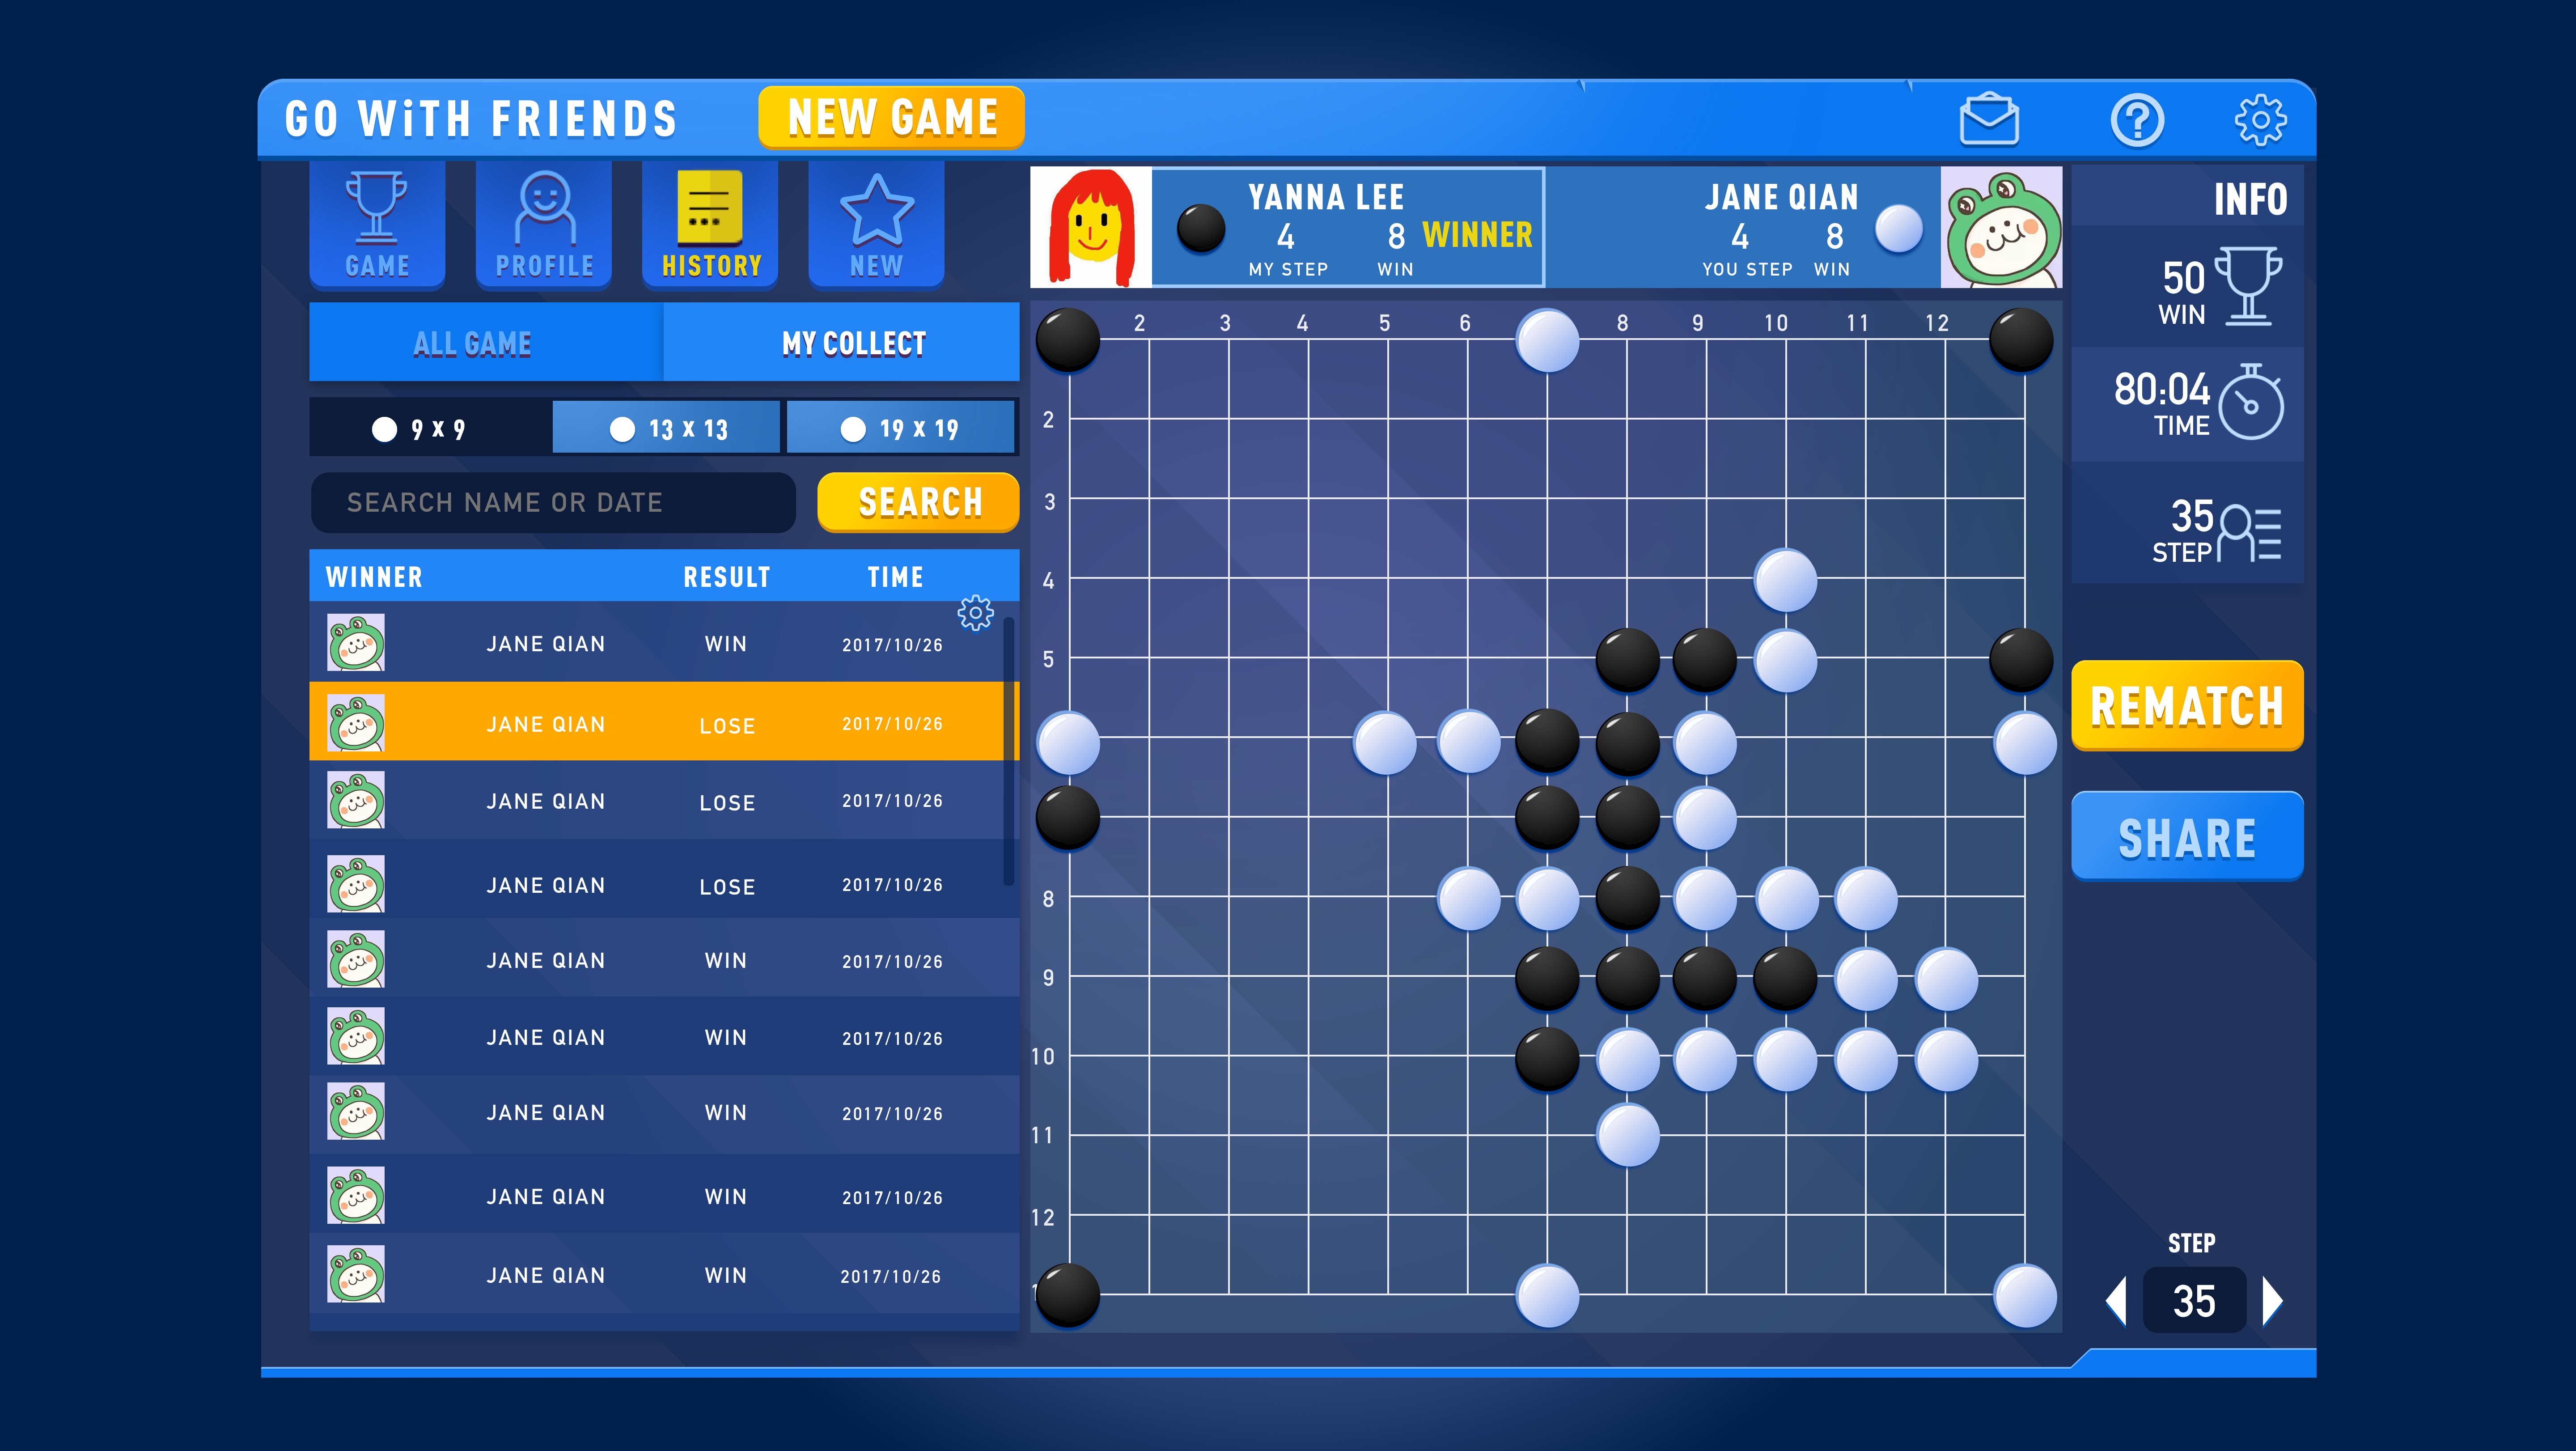 GO WiTH FRIENDS
NEW GAME
GAME
PROFILE
HISTORY
NEW
ALL GAME
MY COLLECT
9 X 9
13 X 13
19 X 19
SEARCH NAME OR DATE
SEARCH
WINNER RESULT TIME
JANE QIAN WIN 2017/10/26
JANE QIAN LOSE 2017/10/26
JANE QIAN LOSE 2017/10/26
JANE QIAN LOSE 2017/10/26
JANE QIAN WIN 2017/10/26
JANE QIAN WIN 2017/10/26
JANE QIAN WIN 2017/10/26
JANE QIAN WIN 2017/10/26
JANE QIAN WIN 2017/10/26
YANNA LEE
4 8 WINNER
MY STEP WIN
JANE QIAN
4 8
YOU STEP WIN
2 3 4 5 6 8 9 10 11 12
2
3
4
5
8
9
10
11
12
INFO
50
WIN
80:04
TIME
35
STEP
REMATCH
SHARE
STEP
35